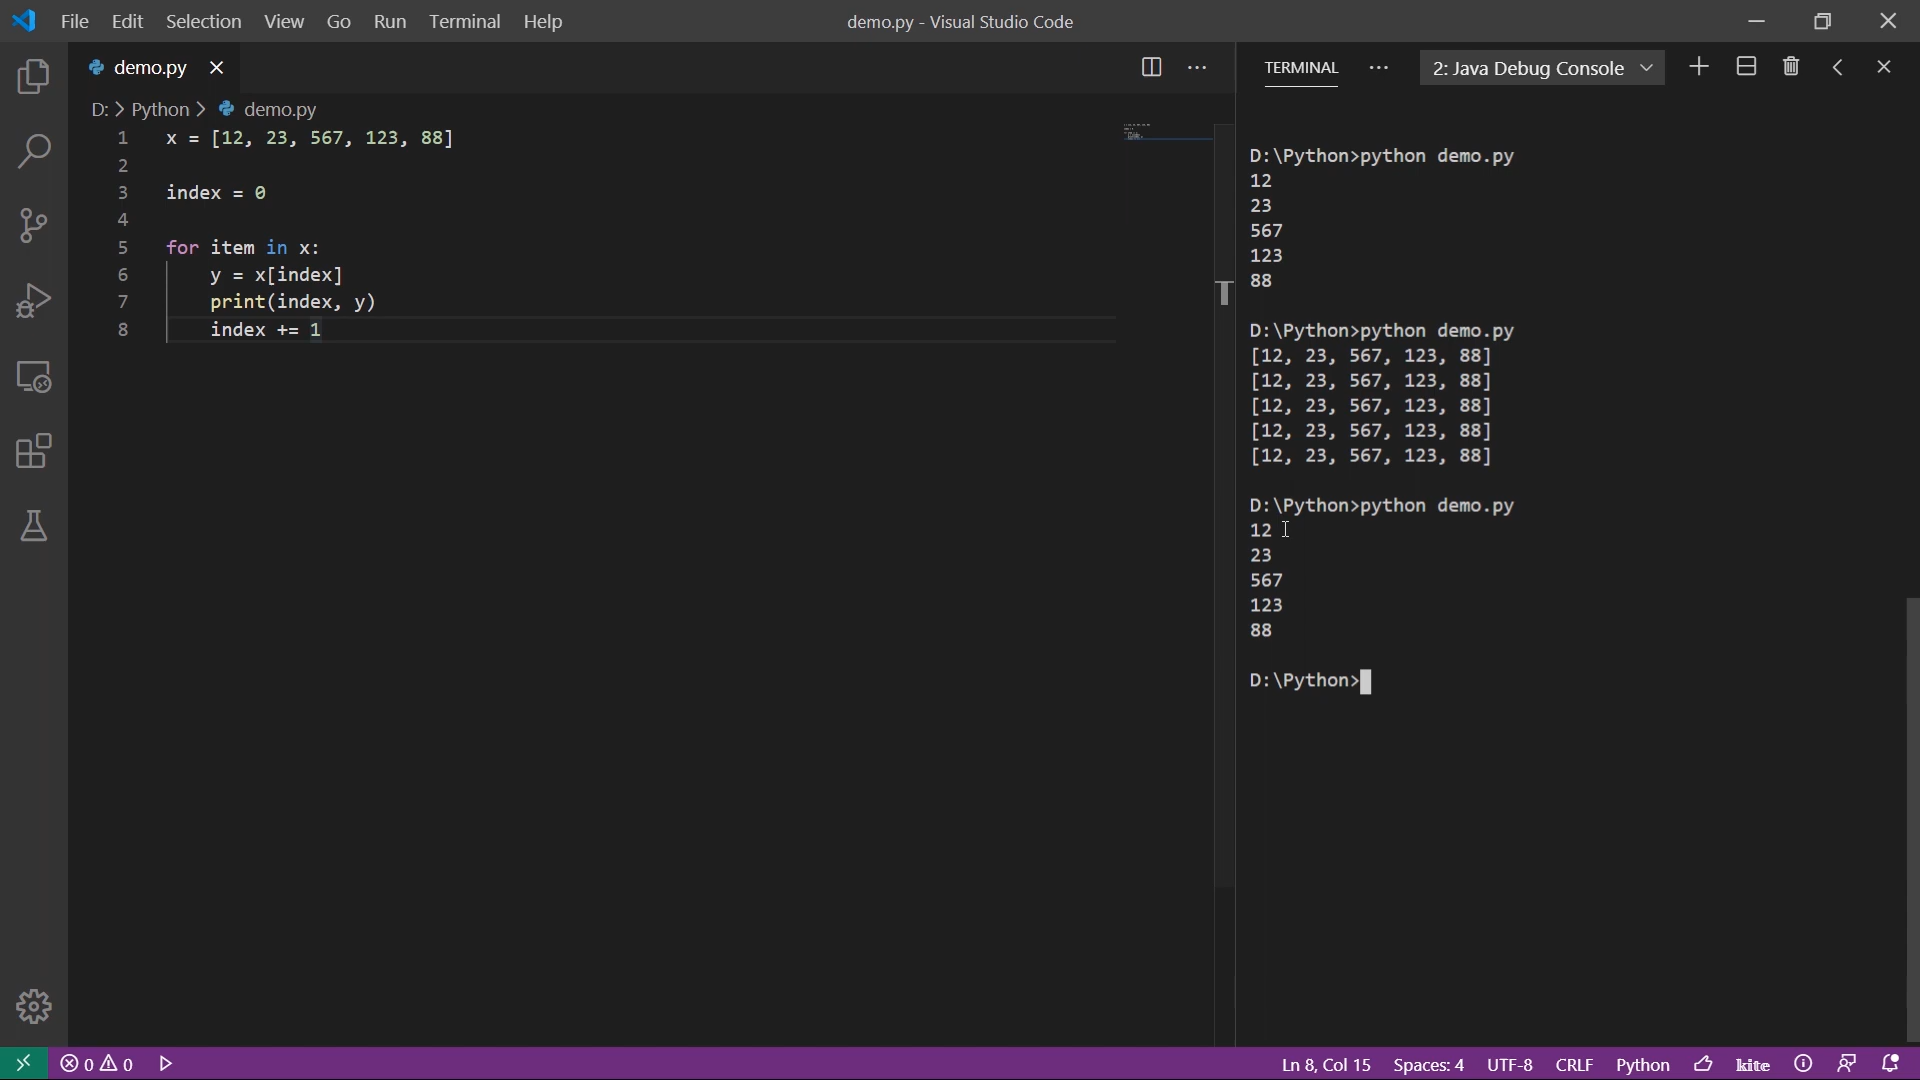 File Edit Selection View Go Run Terminal Help
demo.py - Visual Studio Code
demo.py
D: > Python > demo.py
1 x = [12, 23, 567, 123, 88]
2
3 index = 0
4
5 for item in x:
6 y = x[index]
7 print(index, y)
8 index += 1
TERMINAL
2: Java Debug Console
D:\Python>python demo.py
12
23
567
123
88
D:\Python>python demo.py
[12, 23, 567, 123, 88]
[12, 23, 567, 123, 88]
[12, 23, 567, 123, 88]
[12, 23, 567, 123, 88]
[12, 23, 567, 123, 88]
D:\Python>python demo.py
12
23
567
123
88
D:\Python>
0 0
Ln 8, Col 15 Spaces: 4 UTF-8 CRLF Python kite